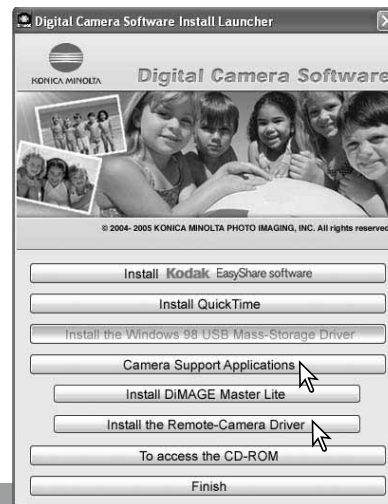 Digital Camera Software Install Launcher
KONICA MINOLTA
Digital Camera Software
© 2004- 2005 KONICA MINOLTA PHOTO IMAGING, INC. All rights reserved
Install Kodak EasyShare software
Install QuickTime
Install the Windows 98 USB Mass-Storage Driver
Camera Support Applications
Install DiMAGE Master Lite
Install the Remote-Camera Driver
To access the CD-ROM
Finish